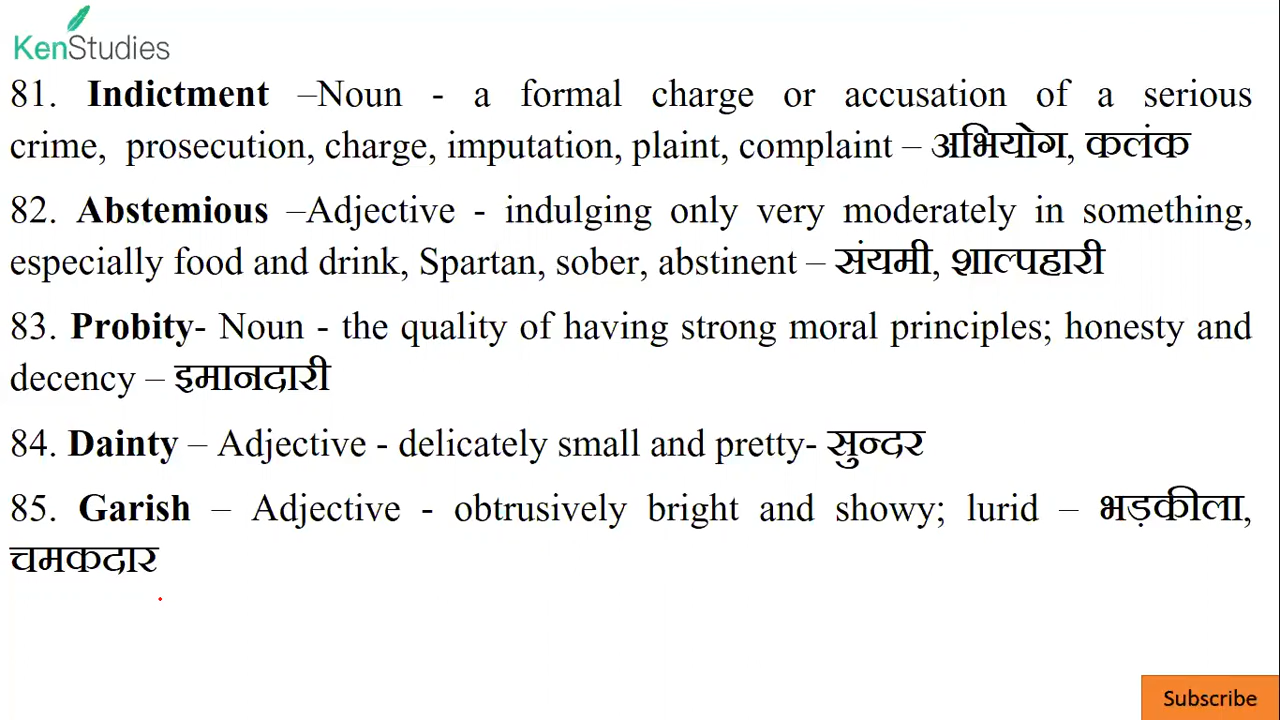 KenStudies
81. Indictment –Noun - a formal charge or accusation of a serious
crime, prosecution, charge, imputation, plaint, complaint – अभियोग, कलंक
82. Abstemious –Adjective - indulging only very moderately in something,
especially food and drink, Spartan, sober, abstinent – संयमी, शाल्पहारी
83. Probity- Noun - the quality of having strong moral principles; honesty and
decency – इमानदारी
84. Dainty – Adjective - delicately small and pretty- सुन्दर
85. Garish – Adjective - obtrusively bright and showy; lurid – भड़कीला,
चमकदार
Subscribe